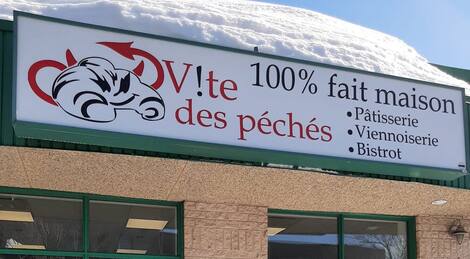 V!te
des péchés
100% fait maison
•Pâtisserie
•Viennoiserie
•Bistrot